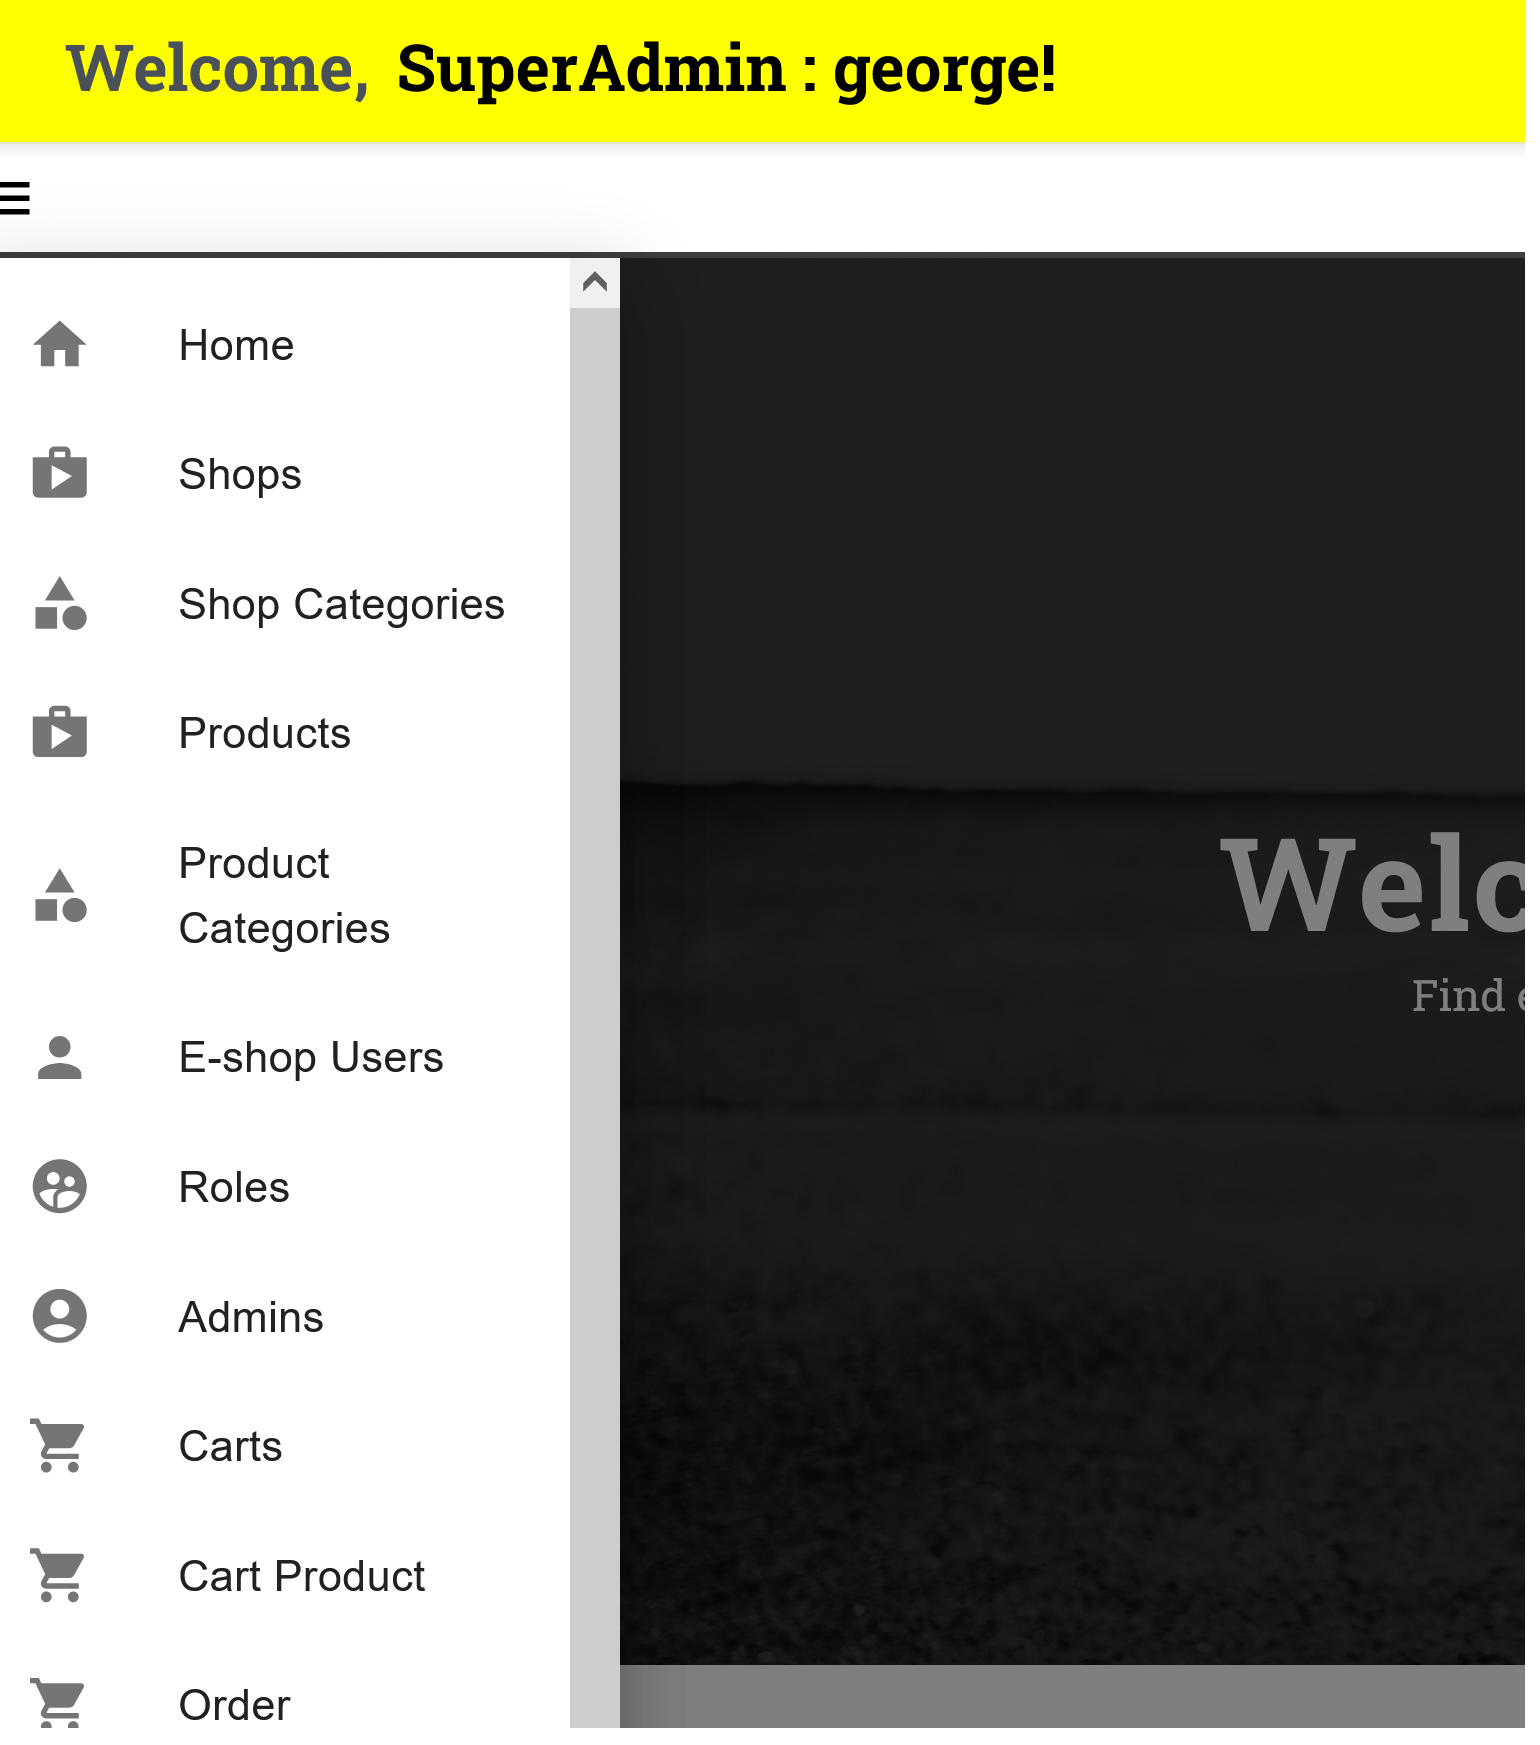 Welcome, SuperAdmin : george!
Home
Shops
Shop Categories
Products
Product
Categories
Welc
Find e
E-shop Users
Roles
Admins
Carts
Cart Product
Order